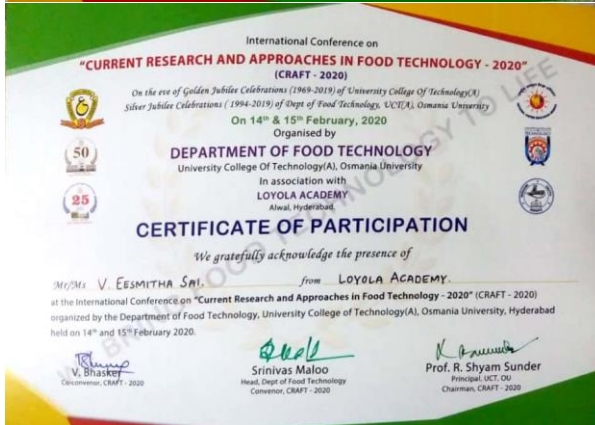 International Conference on
"CURRENT RESEARCH AND APPROACHES IN FOOD TECHNOLOGY - 2020"
(CRAFT - 2020)
On the eve of Golden Jubilee Celebrations (1969-2019) of University College Of Technology(A)
Silver Jubilee Celebrations ( 1994-2019) of Dept of Food Technology, UCT(A), Osmania University
On 14th & 15th February, 2020
Organised by
50
DEPARTMENT OF FOOD TECHNOLOGY
University College Of Technology(A), Osmania University
In association with
25
LOYOLA ACADEMY
Alwal, Hyderabad.
CERTIFICATE OF PARTICIPATION
We gratefully acknowledge the presence of
Mr/Ms V. EESMITHA SAI. from LOYOLA ACADEMY.
at the International Conference on "Current Research and Approaches in Food Technology - 2020" (CRAFT - 2020)
organized by the Department of Food Technology, University College of Technology(A), Osmania University, Hyderabad
held on 14th and 15th February 2020.
V. Bhasker
Coconvenor, CRAFT - 2020
Srinivas Maloo
Head, Dept of Food Technology
Convenor, CRAFT - 2020
Prof. R. Shyam Sunder
Principal, UCT, OU
Chairman, CRAFT - 2020
BRING FOOD TECHNOLOGY TO LIFE